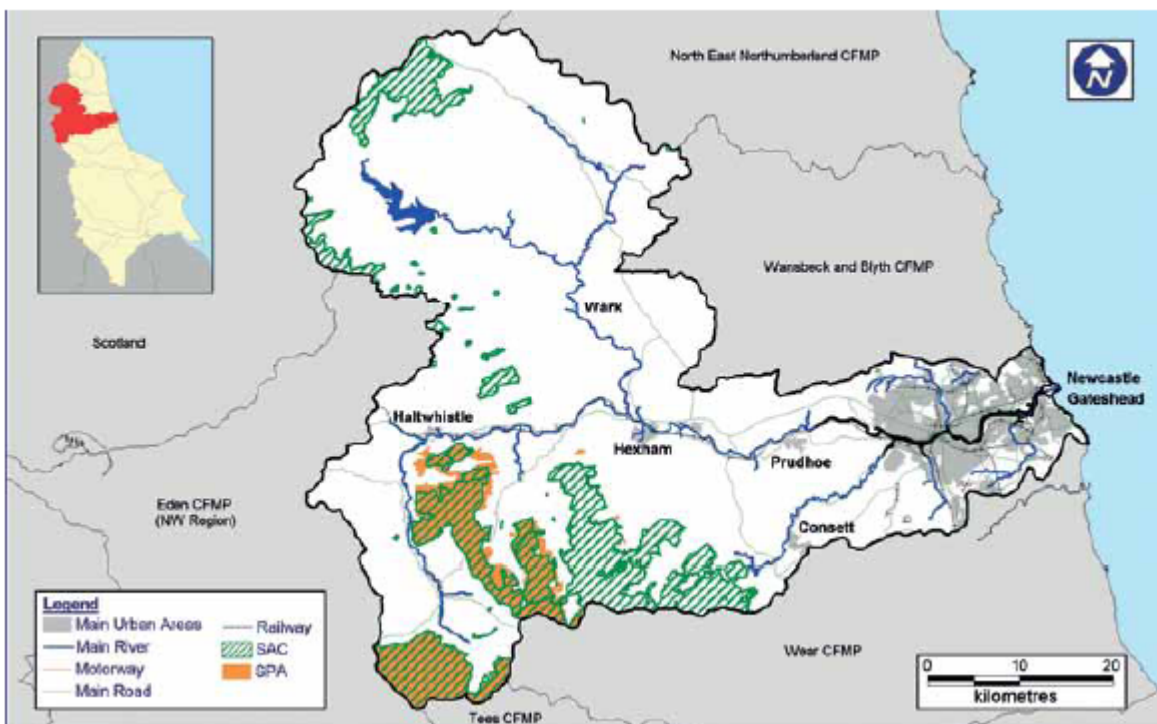 North East Northumberland CFMP
N
Wansbeck and Blyth CFMP
Wark
Scotland
Newcastle
Gateshead
Haltwhistle
Hexham
Prudhoe
Eden CFMP
(NW Region)
Consett
Legend
Main Urban Areas
Main River
Motorway
Main Road
Railway
SAC
SPA
Wear CFMP
0 10 20
kilometres
Tees CFMP